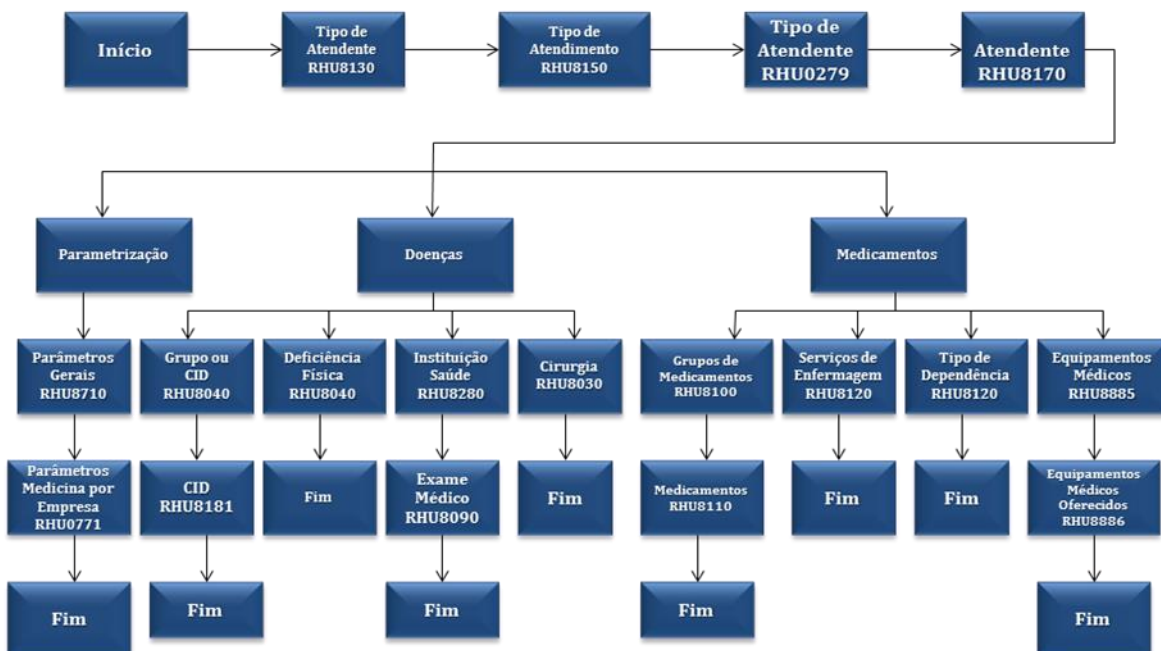 Início
Tipo de
Atendente
RHU8130
Tipo de
Atendimento
RHU8150
Tipo de
Atendente
RHU0279
Atendente
RHU8170
Parametrização
Doenças
Medicamentos
Parâmetros
Gerais
RHU8710
Grupo ou
CID
RHU8040
Deficiência
Física
RHU8040
Instituição
Saúde
RHU8280
Cirurgia
RHU8030
Grupos de
Medicamentos
RHU8100
Serviços de
Enfermagem
RHU8120
Tipo de
Dependência
RHU8120
Equipamentos
Médicos
RHU8885
Parâmetros
Medicina por
Empresa
RHU0771
CID
RHU8181
Fim
Exame
Médico
RHU8090
Fim
Medicamentos
RHU8110
Fim
Fim
Equipamentos
Médicos
Oferecidos
RHU8886
Fim
Fim
Fim
Fim
Fim